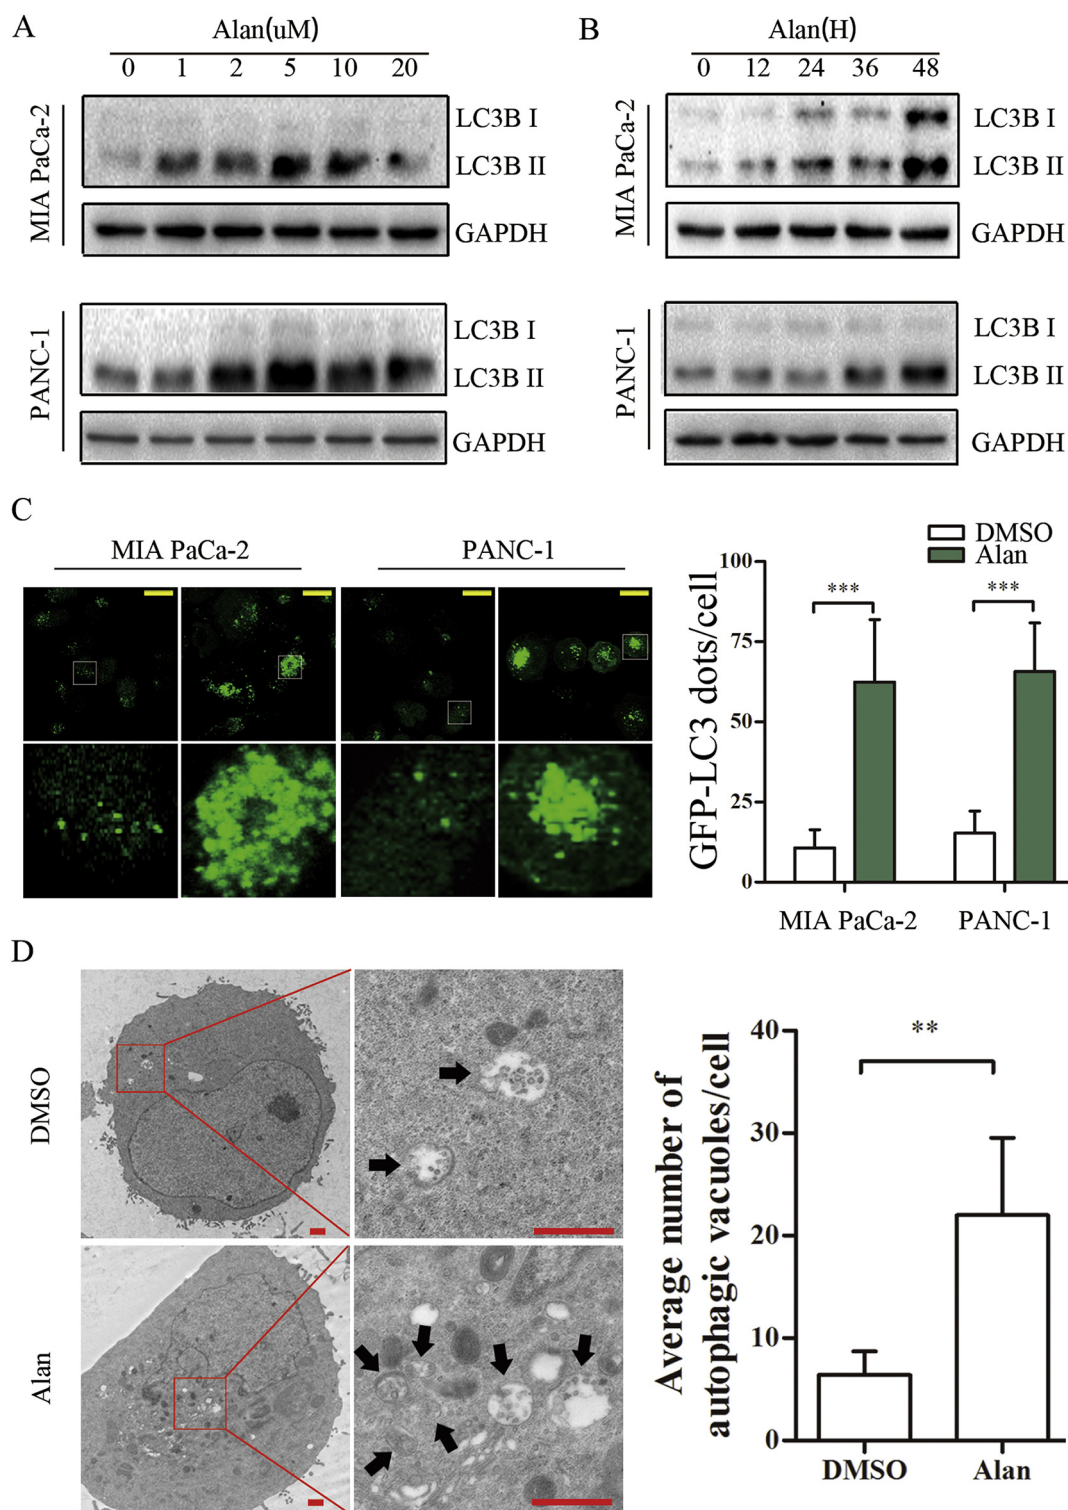 A
Alan(uM)
0 1 2 5 10 20
MIA PaCa-2
LC3B I
LC3B II
GAPDH
PANC-1
LC3B I
LC3B II
GAPDH
B
Alan(H)
0 12 24 36 48
MIA PaCa-2
LC3B I
LC3B II
GAPDH
PANC-1
LC3B I
LC3B II
GAPDH
C
MIA PaCa-2
PANC-1
DMSO
Alan
GFP-LC3 dots/cell
100
75
50
25
0
***
***
MIA PaCa-2
PANC-1
D
DMSO
Alan
Average number of
autophagic vacuoles/cell
40
30
20
10
0
**
DMSO
Alan